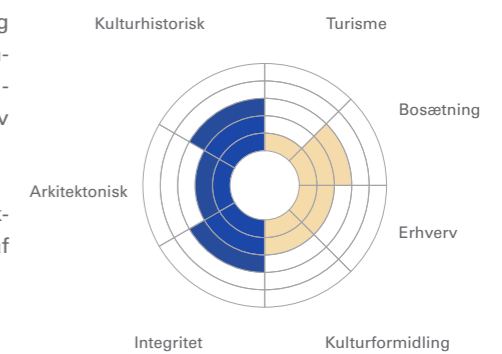 Kulturhistorisk
Turisme
Bosætning
Arkitektonisk
Erhverv
Integritet
Kulturformidling